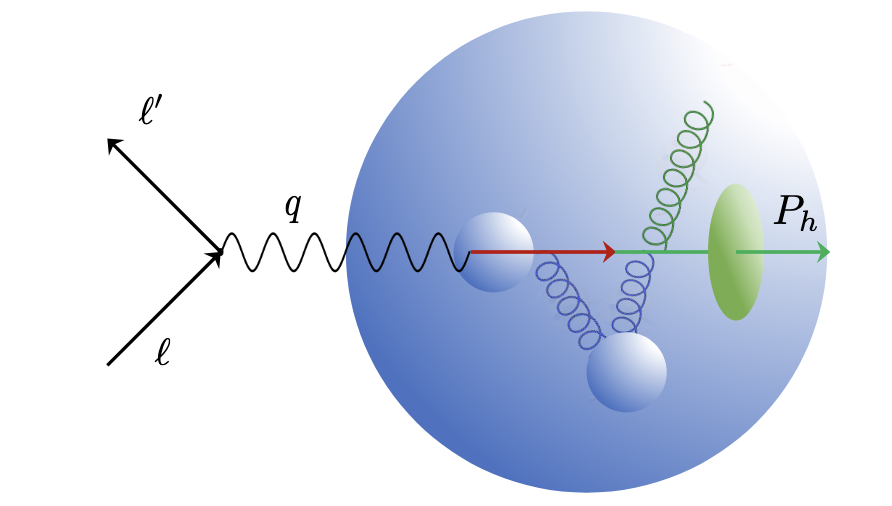 ℓ′
q
P_h
ℓ